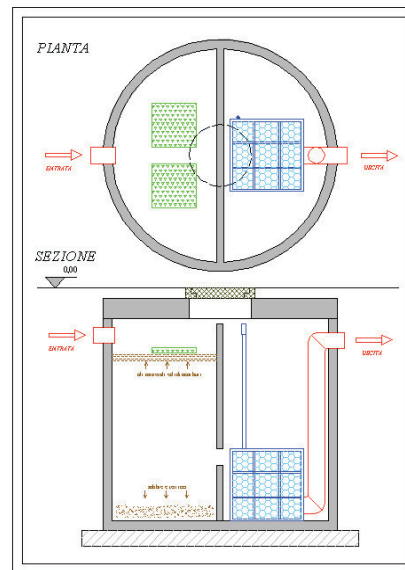 PIANTA
ENTRATA
USCITA
SEZIONE
0,00
ENTRATA
USCITA